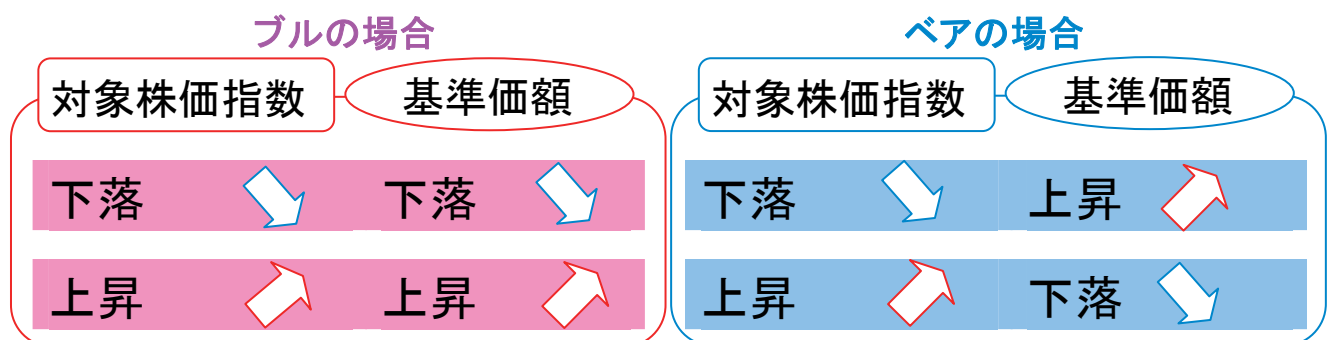 ブルの場合
対象株価指数 基準価額
下落 下落
上昇 上昇
ベアの場合
対象株価指数 基準価額
下落 上昇
上昇 下落